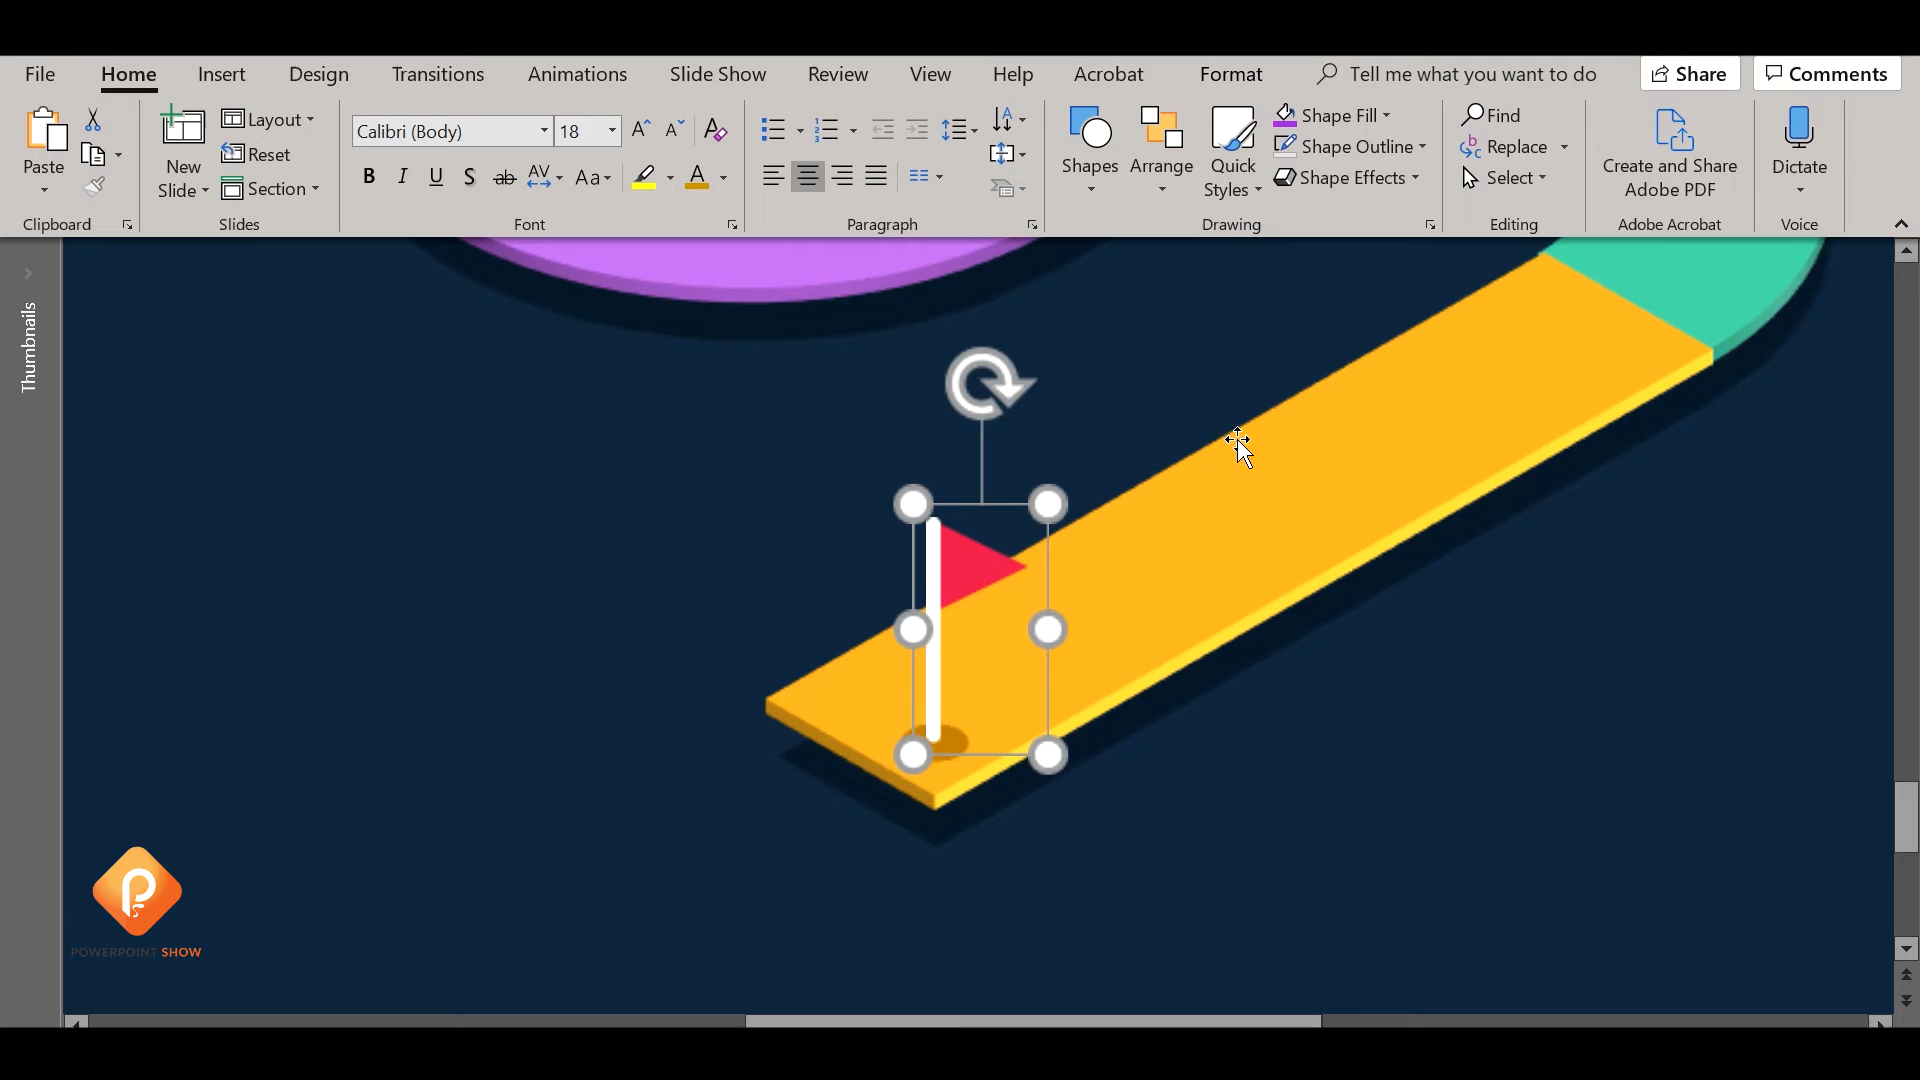 File Home Insert Design Transitions Animations Slide Show Review View Help Acrobat Format Tell me what you want to do Share Comments
Calibri (Body) 18
Paste
New Slide
Layout
Reset
Section
B I U S ab AV Aa A
Shapes
Arrange
Quick Styles
Shape Fill
Shape Outline
Shape Effects
Find
Replace
Select
Create and Share
Adobe PDF
Dictate
Clipboard Slides Font Paragraph Drawing Editing Adobe Acrobat Voice
Thumbnails
POWERPOINT SHOW